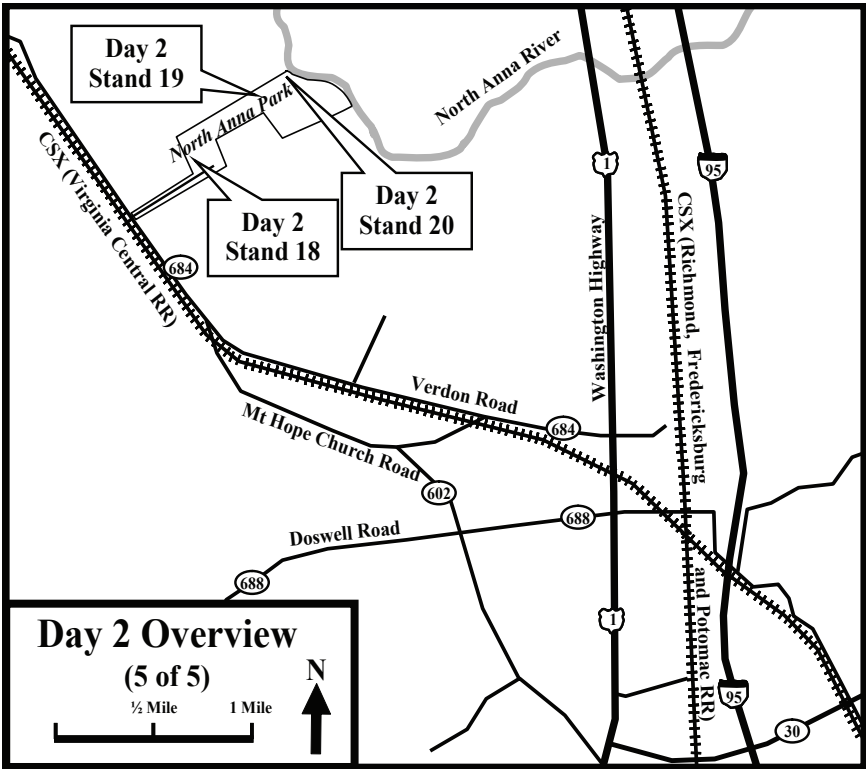 Day 2
Stand 19
North Anna River
North Anna Park
1
95
Day 2
Stand 20
Day 2
Stand 18
CSX (Virginia Central RR)
684
Washington Highway
CSX (Richmond, Fredericksburg
and Potomac RR)
Verdon Road
684
Mt Hope Church Road
602
688
Doswell Road
688
1
95
30
Day 2 Overview
(5 of 5)
N
½ Mile
1 Mile